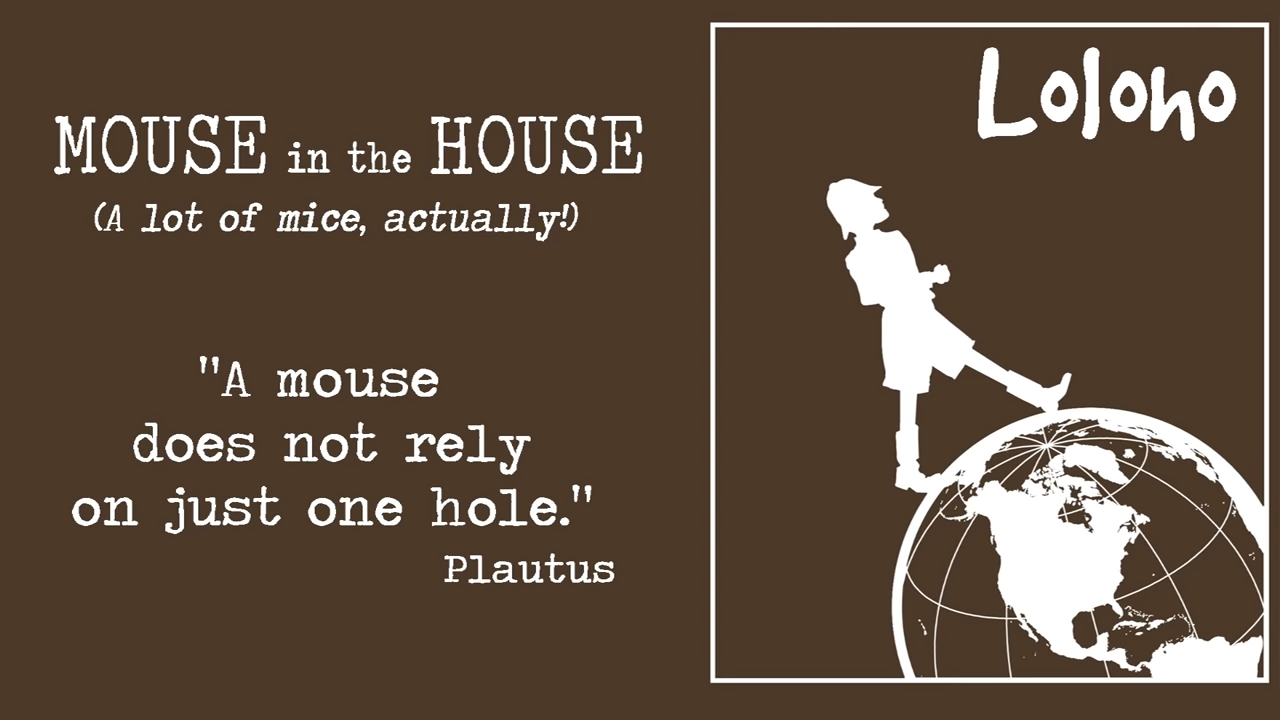 MOUSE in the HOUSE
(A lot of mice, actually!)
"A mouse
does not rely
on just one hole."
Plautus
Loloho